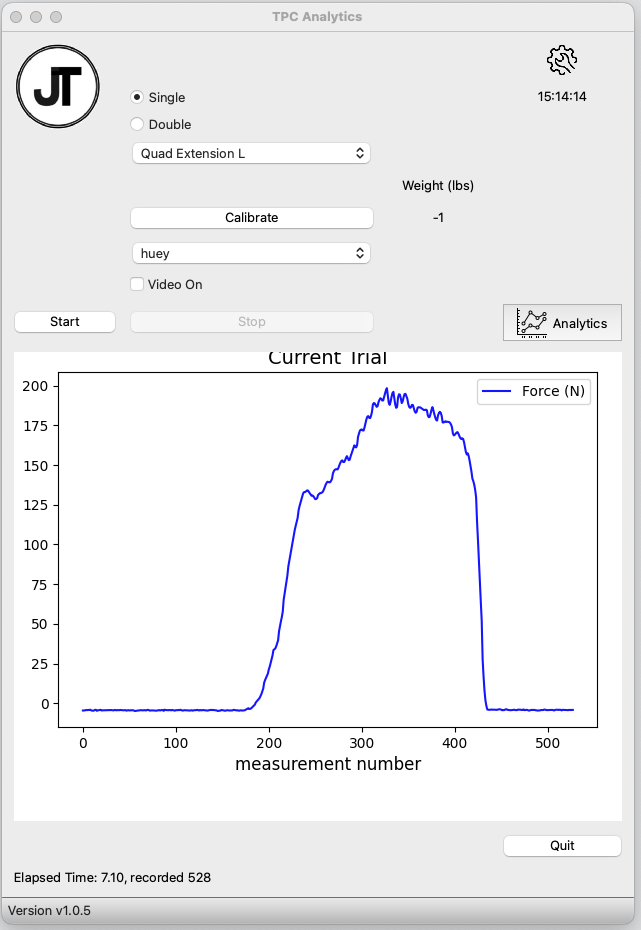 TPC Analytics
JT
15:14:14
Single
Double
Quad Extension L
Weight (lbs)
Calibrate
-1
huey
Video On
Start
Stop
Analytics
Current Trial
Force (N)
200
175
150
125
100
75
50
25
0
0 100 200 300 400 500
measurement number
Quit
Elapsed Time: 7.10, recorded 528
Version v1.0.5